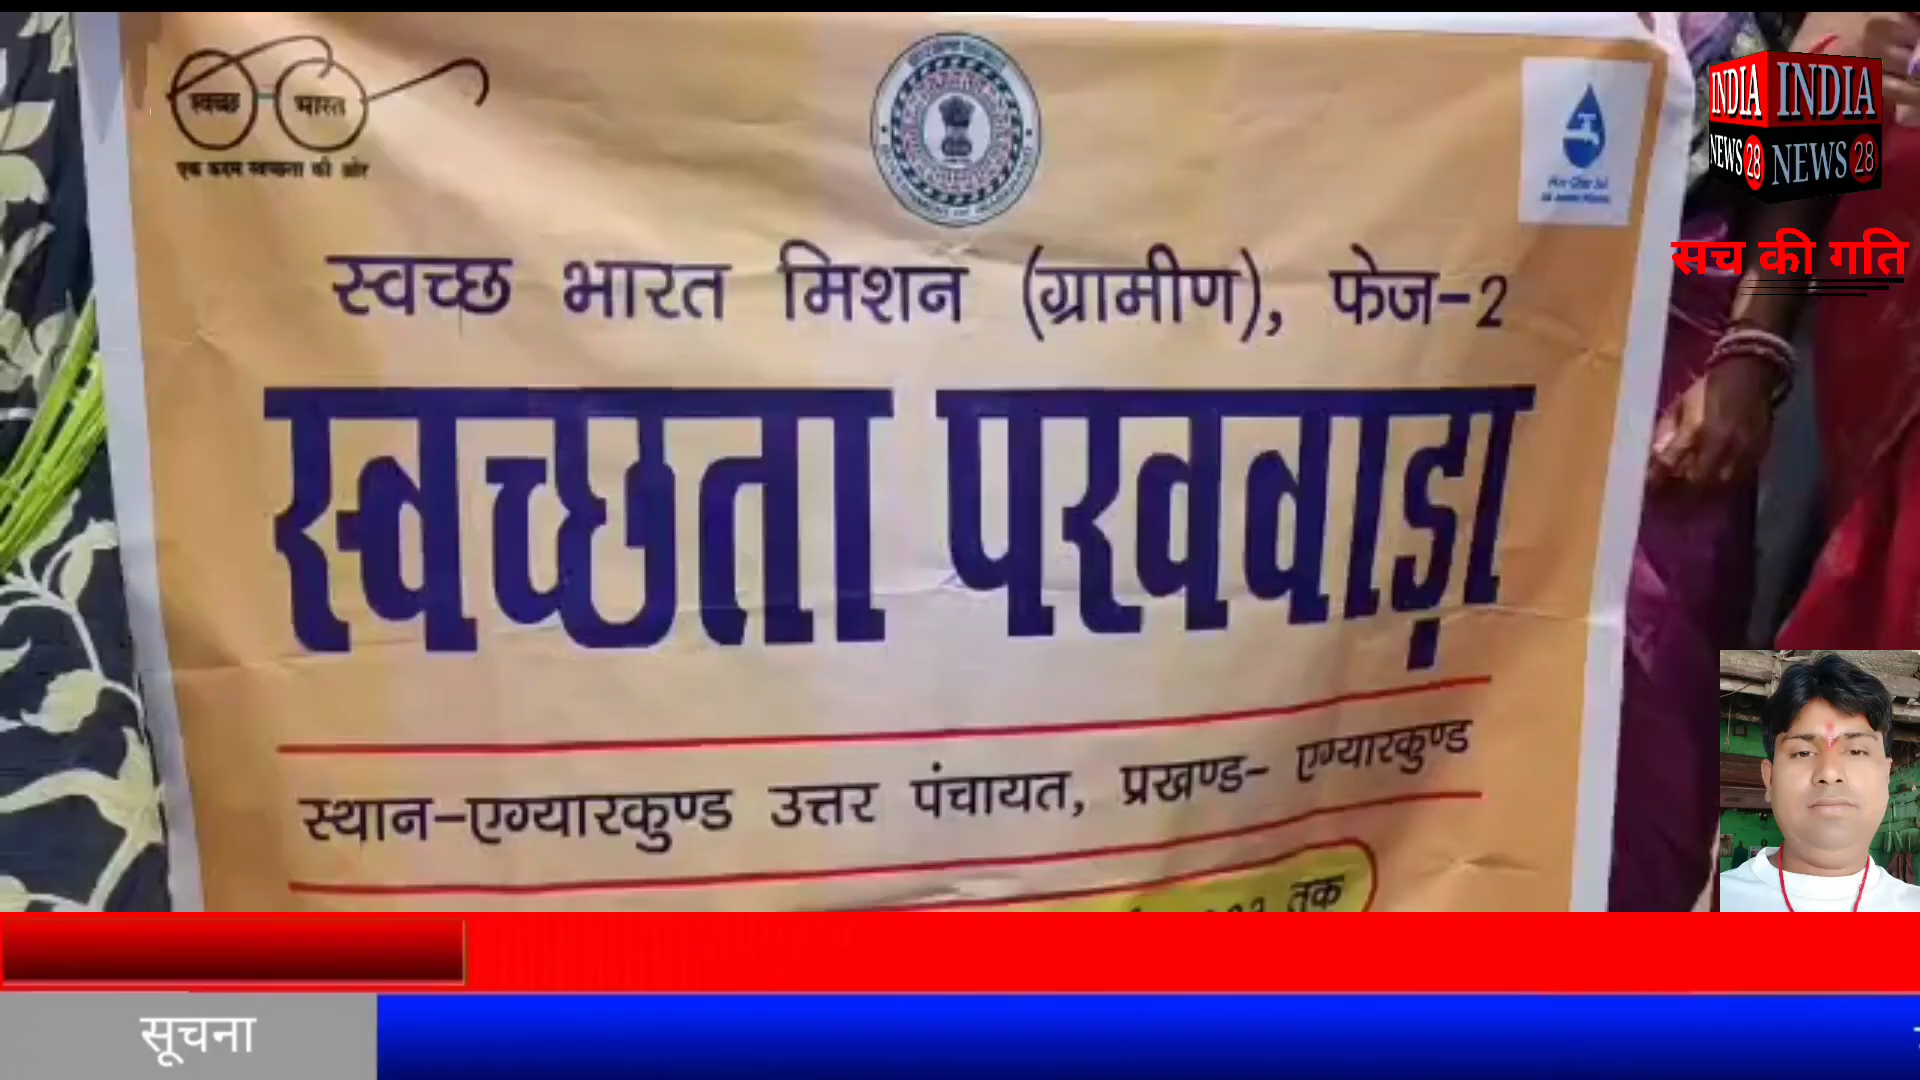 स्वच्छ भारत
एक कदम स्वच्छता की ओर
INDIA INDIA
NEWS 28 NEWS 28
सच की गति
स्वच्छ भारत मिशन (ग्रामीण), फेज-2
स्वच्छता पखवाड़ा
स्थान-एग्यारकुण्ड उत्तर पंचायत, प्रखण्ड- एग्यारकुण्ड
तक
सूचना